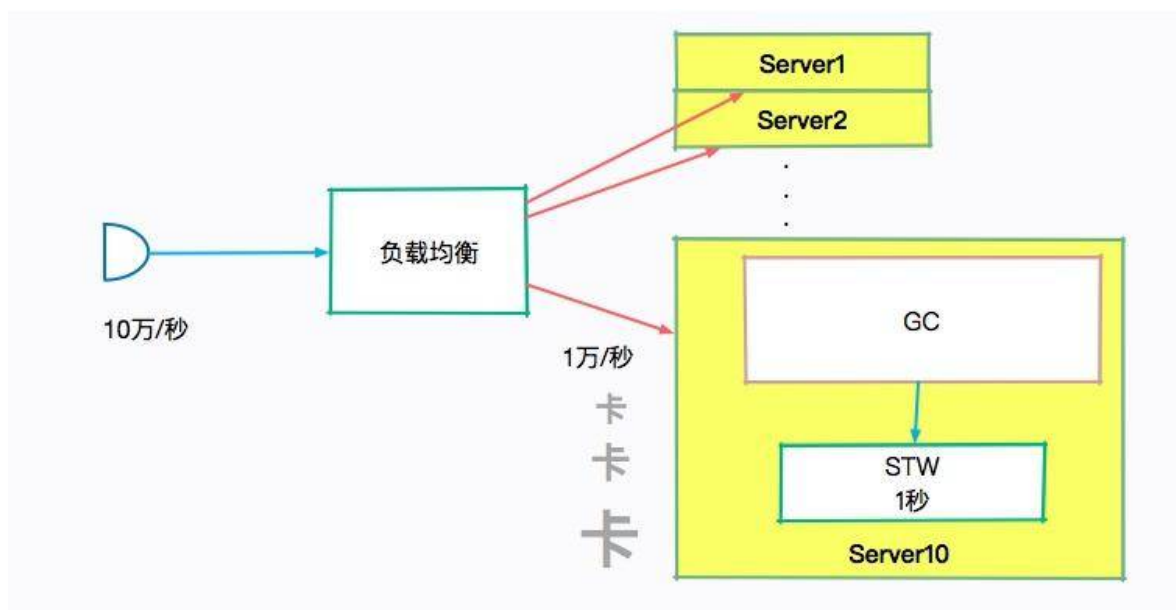 Server1
Server2
负载均衡
10万/秒
1万/秒
卡
卡
卡
GC
STW
1秒
Server10